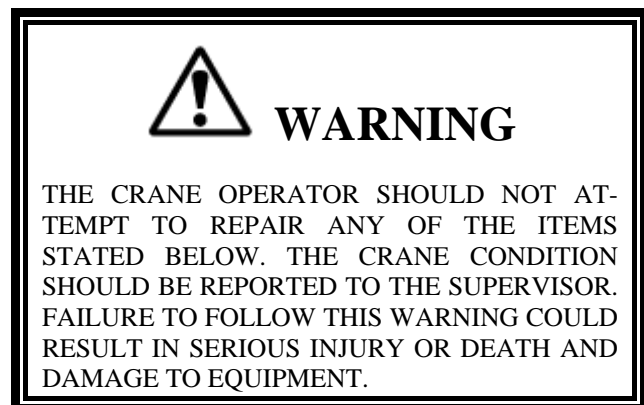 WARNING
THE CRANE OPERATOR SHOULD NOT AT-
TEMPT TO REPAIR ANY OF THE ITEMS
STATED BELOW. THE CRANE CONDITION
SHOULD BE REPORTED TO THE SUPERVISOR.
FAILURE TO FOLLOW THIS WARNING COULD
RESULT IN SERIOUS INJURY OR DEATH AND
DAMAGE TO EQUIPMENT.